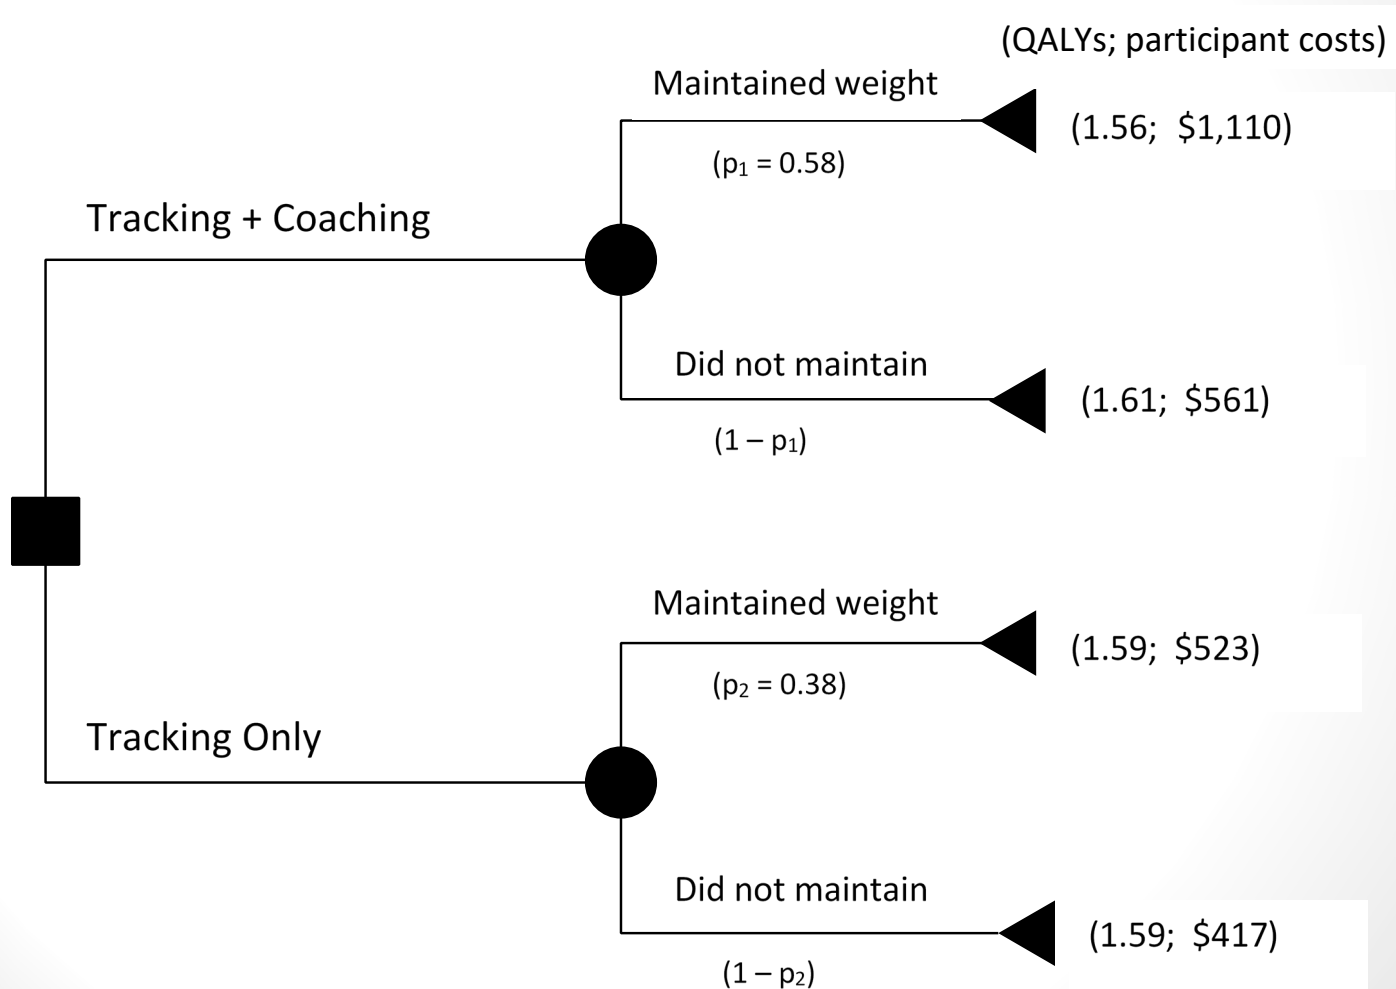 (QALYs; participant costs)
Maintained weight
(1.56; $1,110)
(p₁ = 0.58)
Tracking + Coaching
Did not maintain
(1.61; $561)
(1 – p₁)
Maintained weight
(1.59; $523)
(p₂ = 0.38)
Tracking Only
Did not maintain
(1.59; $417)
(1 – p₂)